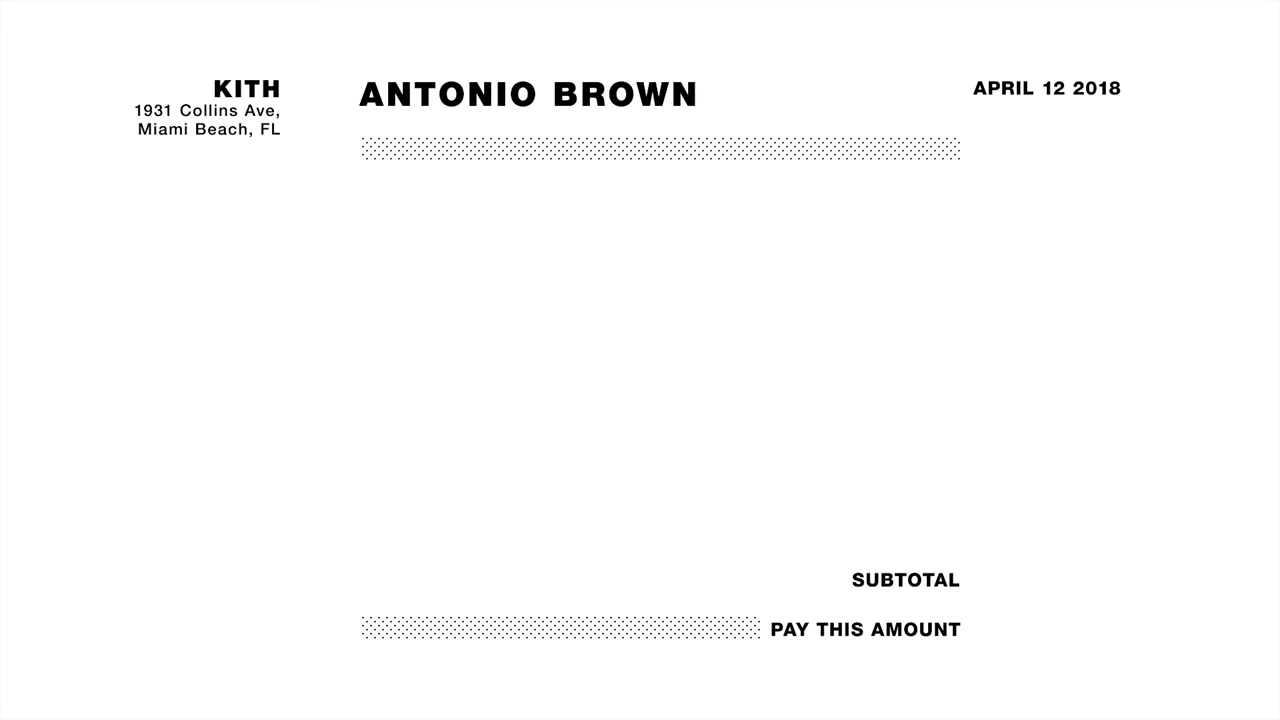 KITH
1931 Collins Ave,
Miami Beach, FL
ANTONIO BROWN
APRIL 12 2018
SUBTOTAL
PAY THIS AMOUNT